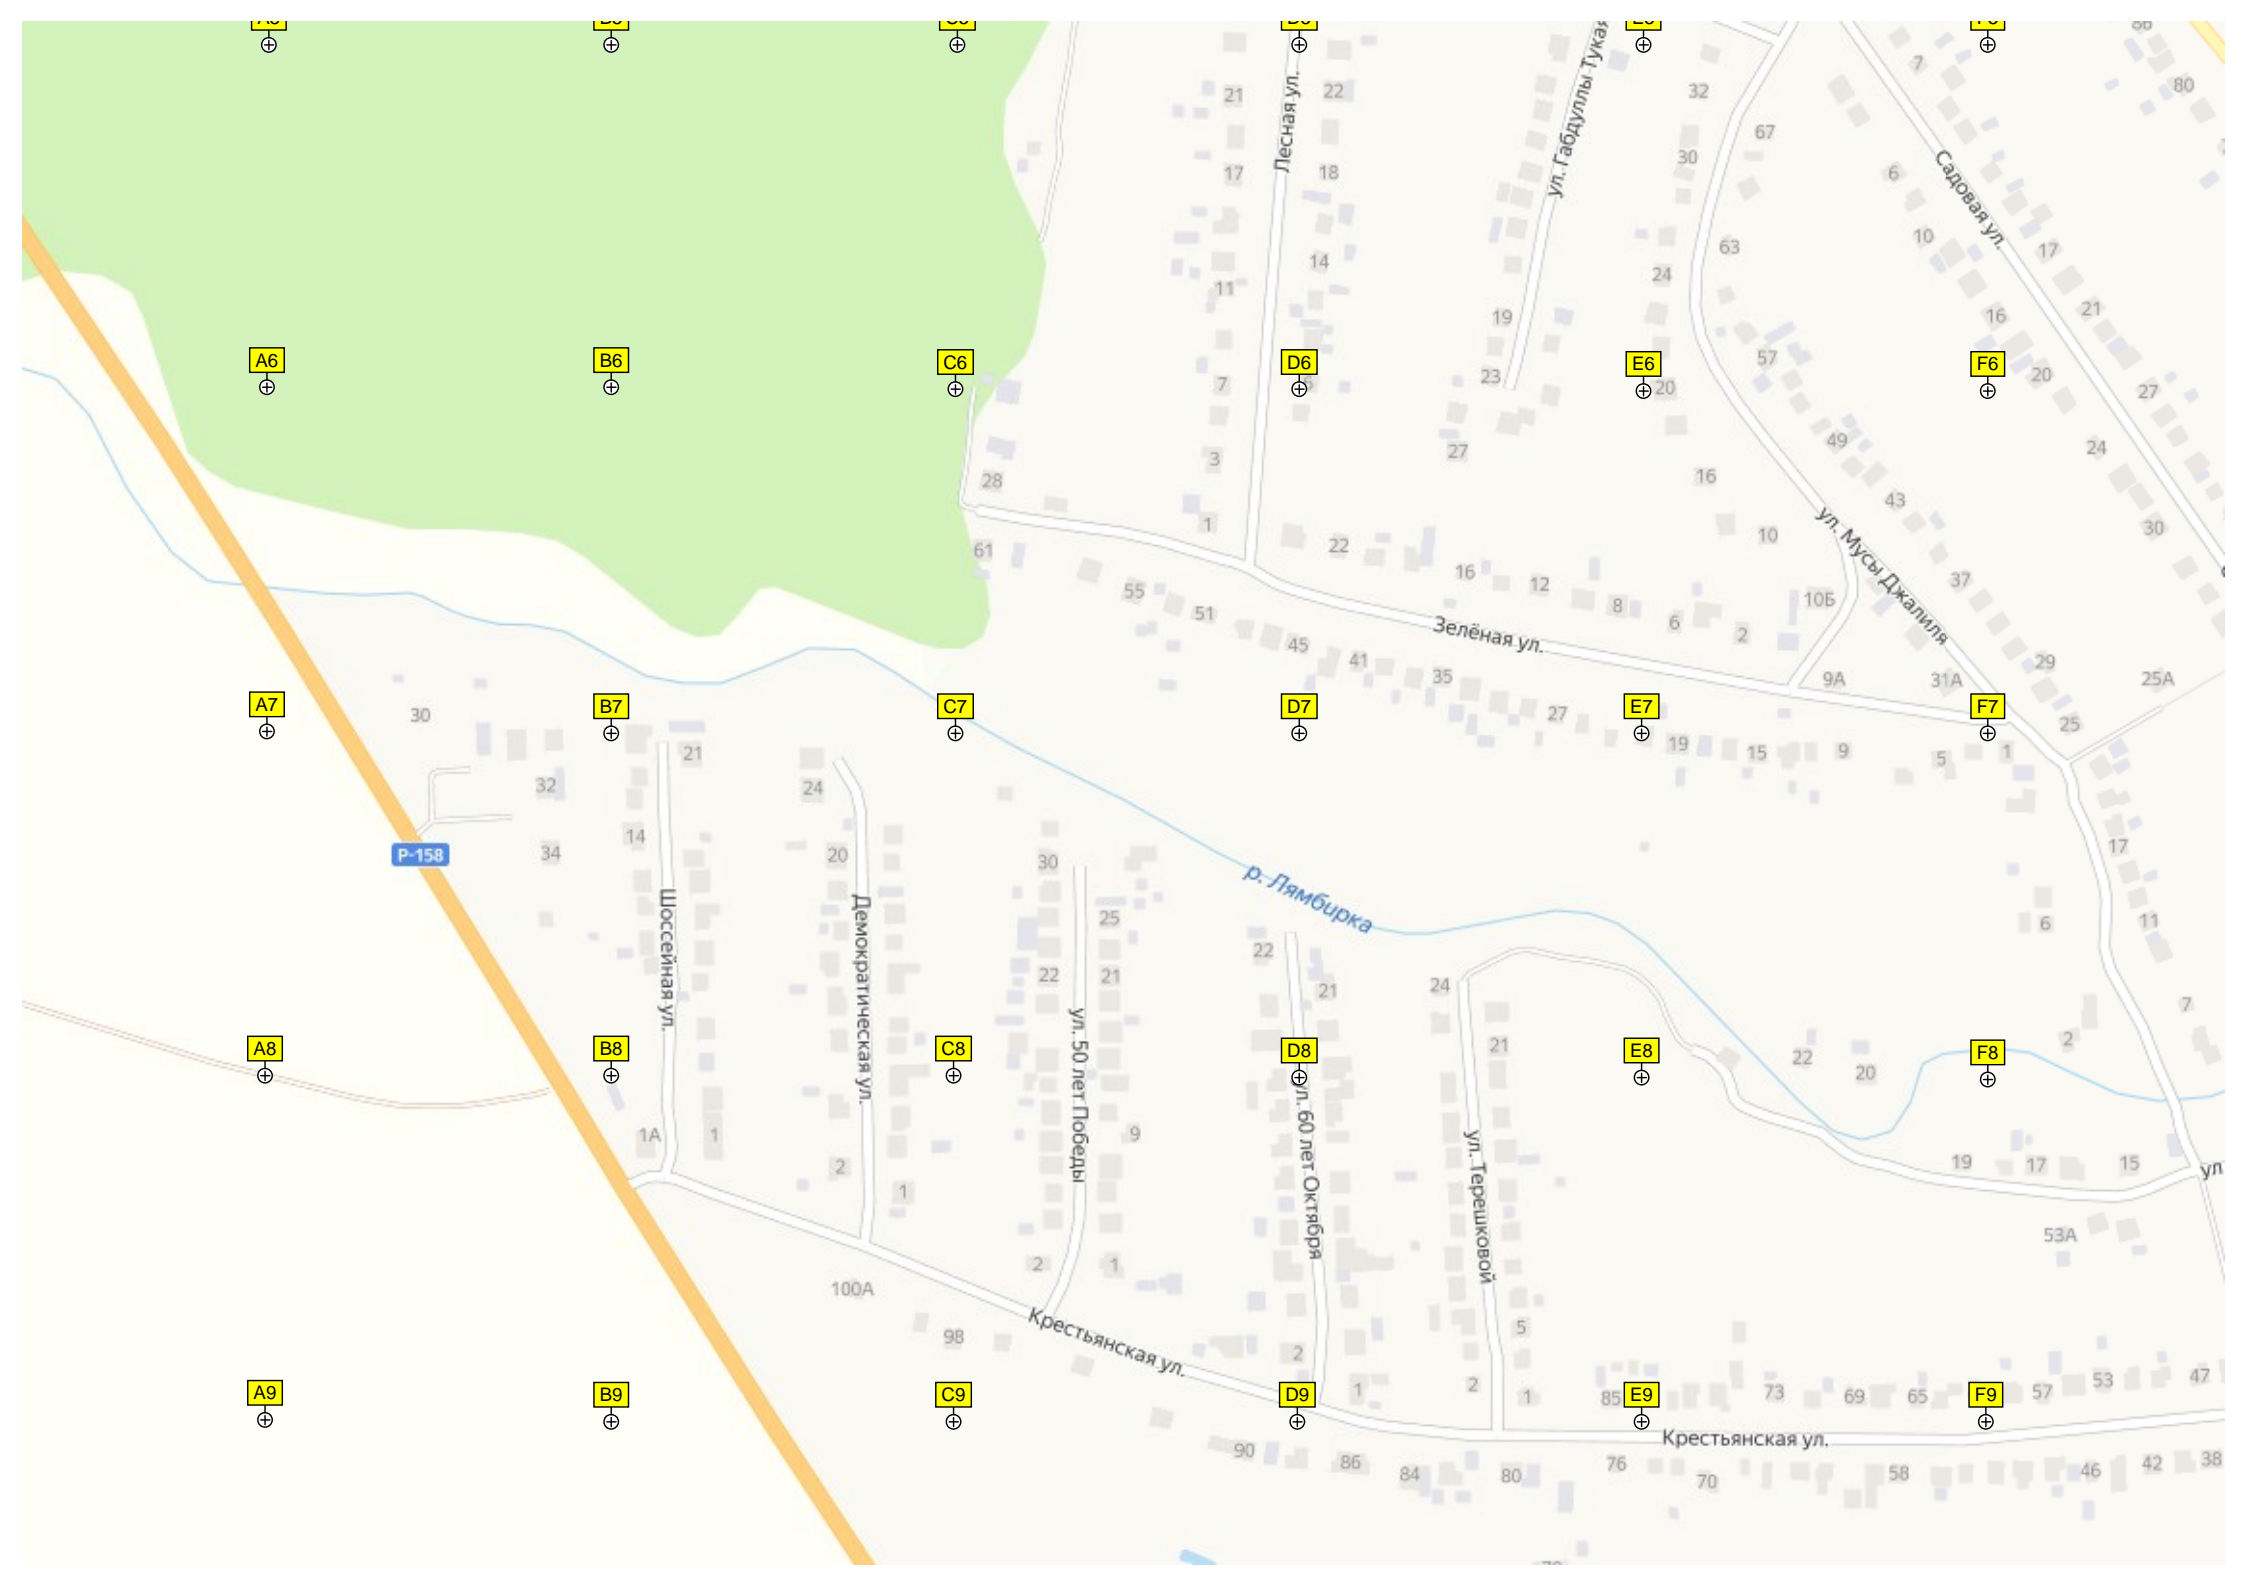 21
22
Лесная ул.
ул. Габдуллы Тукая
32
7
80
67
30
17
18
6
Садовая ул.
10
17
63
14
24
11
19
16
21
57
A6
B6
C6
D6
E6
F6
7
23
20
20
27
3
27
49
24
28
16
43
1
30
ул. Мусы Джалиля
61
22
10
16
12
37
55
10Б
51
8
6
2
Зелёная ул.
45
41
35
29
9А
31А
25А
A7
B7
C7
D7
E7
F7
30
27
25
21
19
15
9
5
1
32
24
14
34
Р-158
20
30
17
р. Лямбирка
Шоссейная ул.
Демократическая ул.
25
22
6
11
22
21
24
21
7
ул. 50 лет Победы
A8
B8
C8
D8
E8
F8
21
22
20
2
ул. 60 лет Октября
1А
1
9
ул. Терешковой
2
1
19
17
15
ул.
53А
2
1
100А
98
Крестьянская ул.
5
2
A9
B9
C9
D9
E9
F9
1
2
1
85
73
69
65
57
53
47
Крестьянская ул.
90
86
84
80
76
70
58
46
42
38